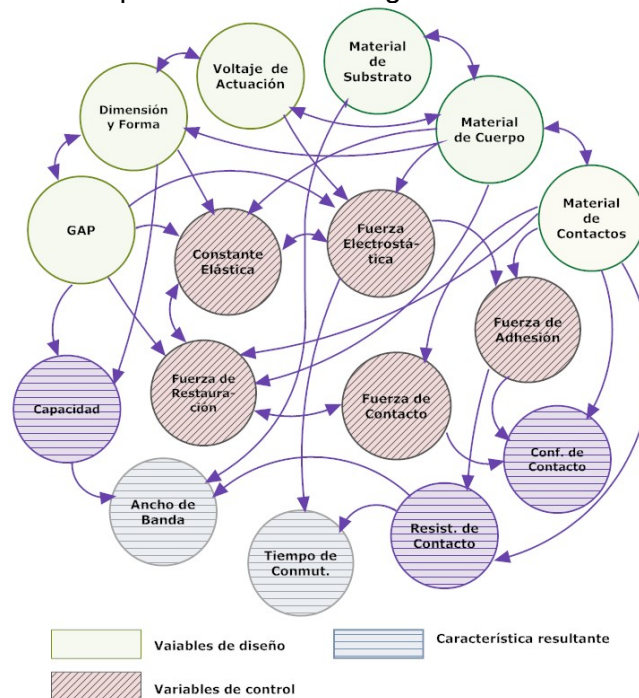 Material
de
Substrato
Voltaje de
Actuación
Dimensión
y Forma
Material
de Cuerpo
Material
de
Contactos
GAP
Constante
Elástica
Fuerza
Electrostá-
tica
Fuerza de
Adhesión
Fuerza de
Restaura-
ción
Fuerza de
Contacto
Capacidad
Conf. de
Contacto
Ancho de
Banda
Resist. de
Contacto
Tiempo de
Conmut.
Vaiables de diseño
Característica resultante
Variables de control